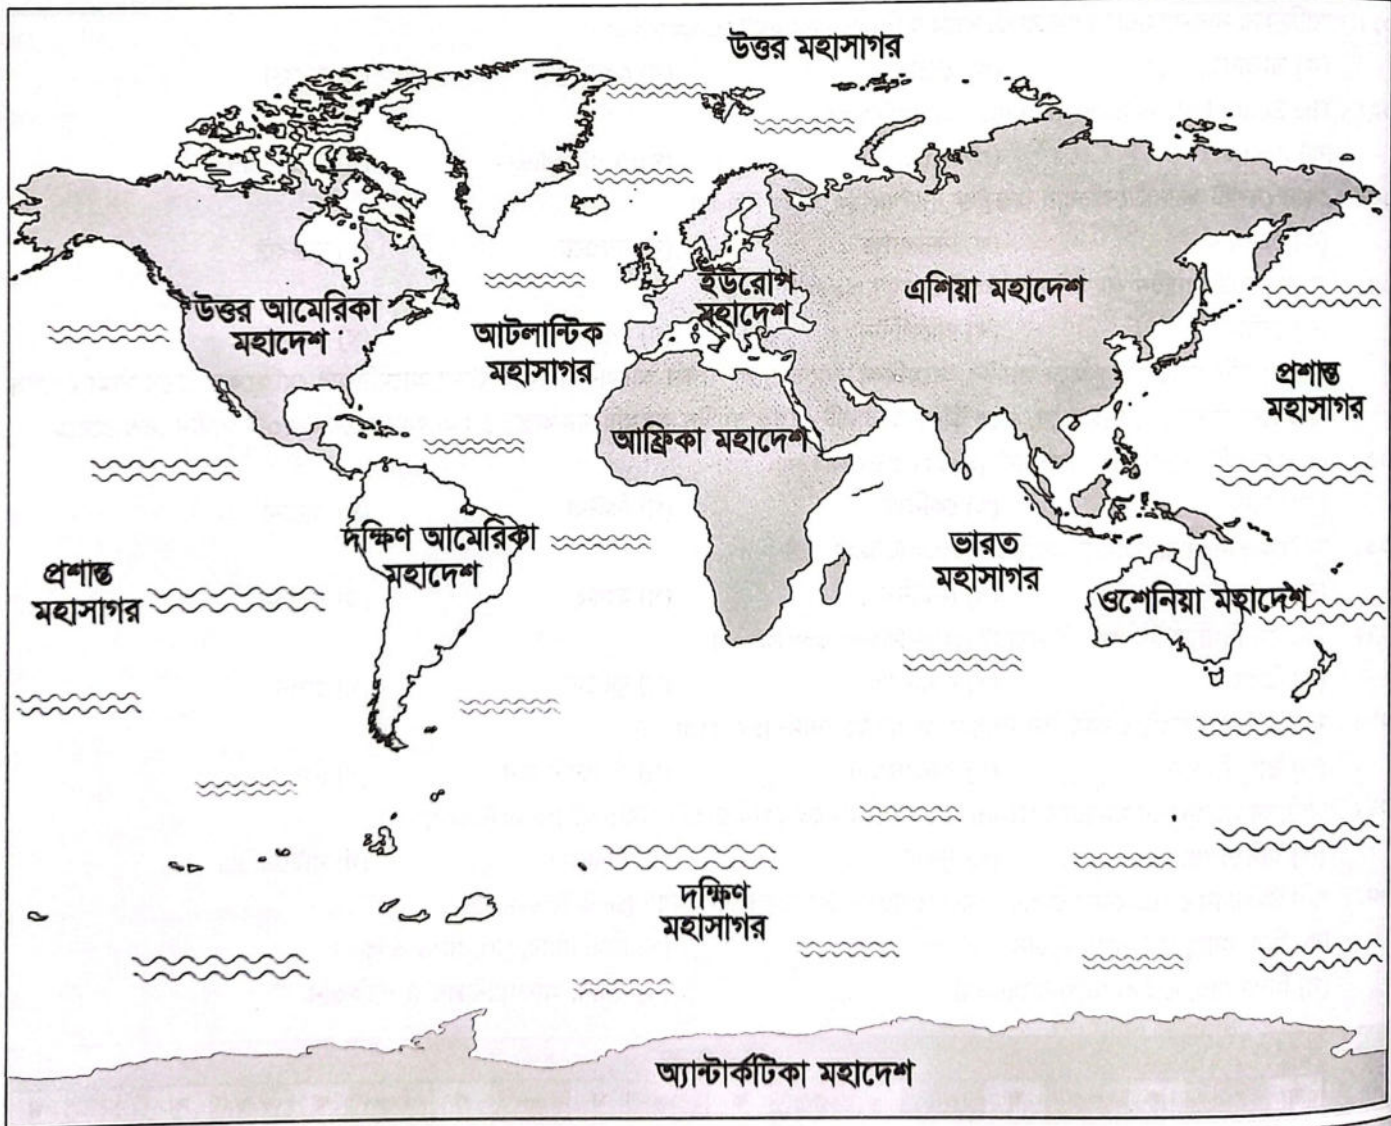 উত্তর মহাসাগর
উত্তর আমেরিকা
মহাদেশ
আটলান্টিক
মহাসাগর
ইউরোপ
মহাদেশ
এশিয়া মহাদেশ
প্রশান্ত
মহাসাগর
আফ্রিকা মহাদেশ
দক্ষিণ আমেরিকা
মহাদেশ
ভারত
মহাসাগর
প্রশান্ত
মহাসাগর
ওশেনিয়া মহাদেশ
দক্ষিণ
মহাসাগর
অ্যান্টার্কটিকা মহাদেশ